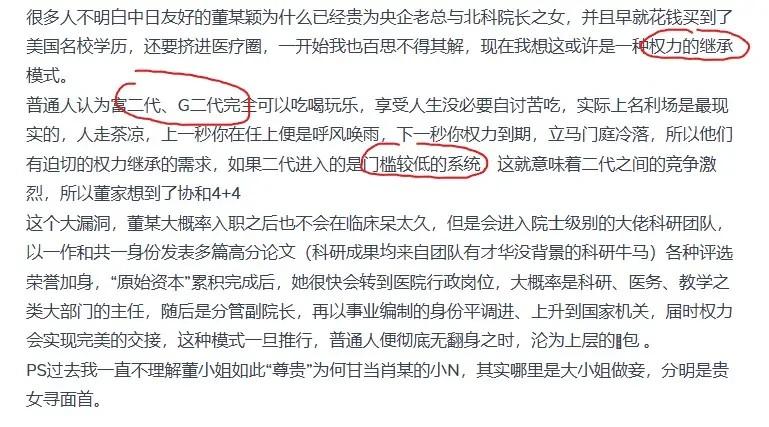 很多人不明白中日友好的董某颖为什么已经贵为央企老总与北科院长之女，并且早就花钱买到了
美国名校学历，还要挤进医疗圈，一开始我也百思不得其解，现在我想这或许是一种权力的继承
模式。
普通人认为富二代、G二代完全可以吃喝玩乐，享受人生没必要自讨苦吃，实际上名利场是最现
实的，人走茶凉，上一秒你在任上便是呼风唤雨，下一秒你权力到期，立马门庭冷落，所以他们
有迫切的权力继承的需求，如果二代进入的是门槛较低的系统，这就意味着二代之间的竞争激
烈，所以董家想到了协和4+4
这个大漏洞，董某大概率入职之后也不会在临床呆太久，但是会进入院士级别的大佬科研团队，
以一作和共一身份发表多篇高分论文（科研成果均来自团队有才华没背景的科研牛马）各种评选
荣誉加身，“原始资本”累积完成后，她很快会转到医院行政岗位，大概率是科研、医务、教学之
类大部门的主任，随后是分管副院长，再以事业编制的身份平调进、上升到国家机关，届时权力
会实现完美的交接，这种模式一旦推行，普通人便彻底无翻身之时，沦为上层的包 。
PS过去我一直不理解董小姐如此“尊贵”为何甘当肖某的小N，其实哪里是大小姐做妾，分明是贵
女寻面首。